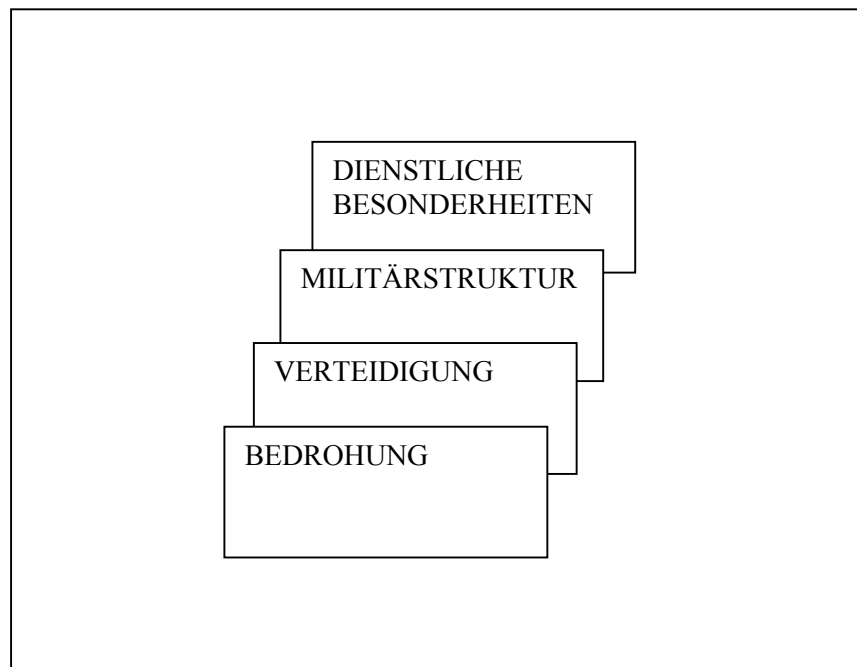 DIENSTLICHE
BESONDERHEITEN
MILITÄRSTRUKTUR
VERTEIDIGUNG
BEDROHUNG